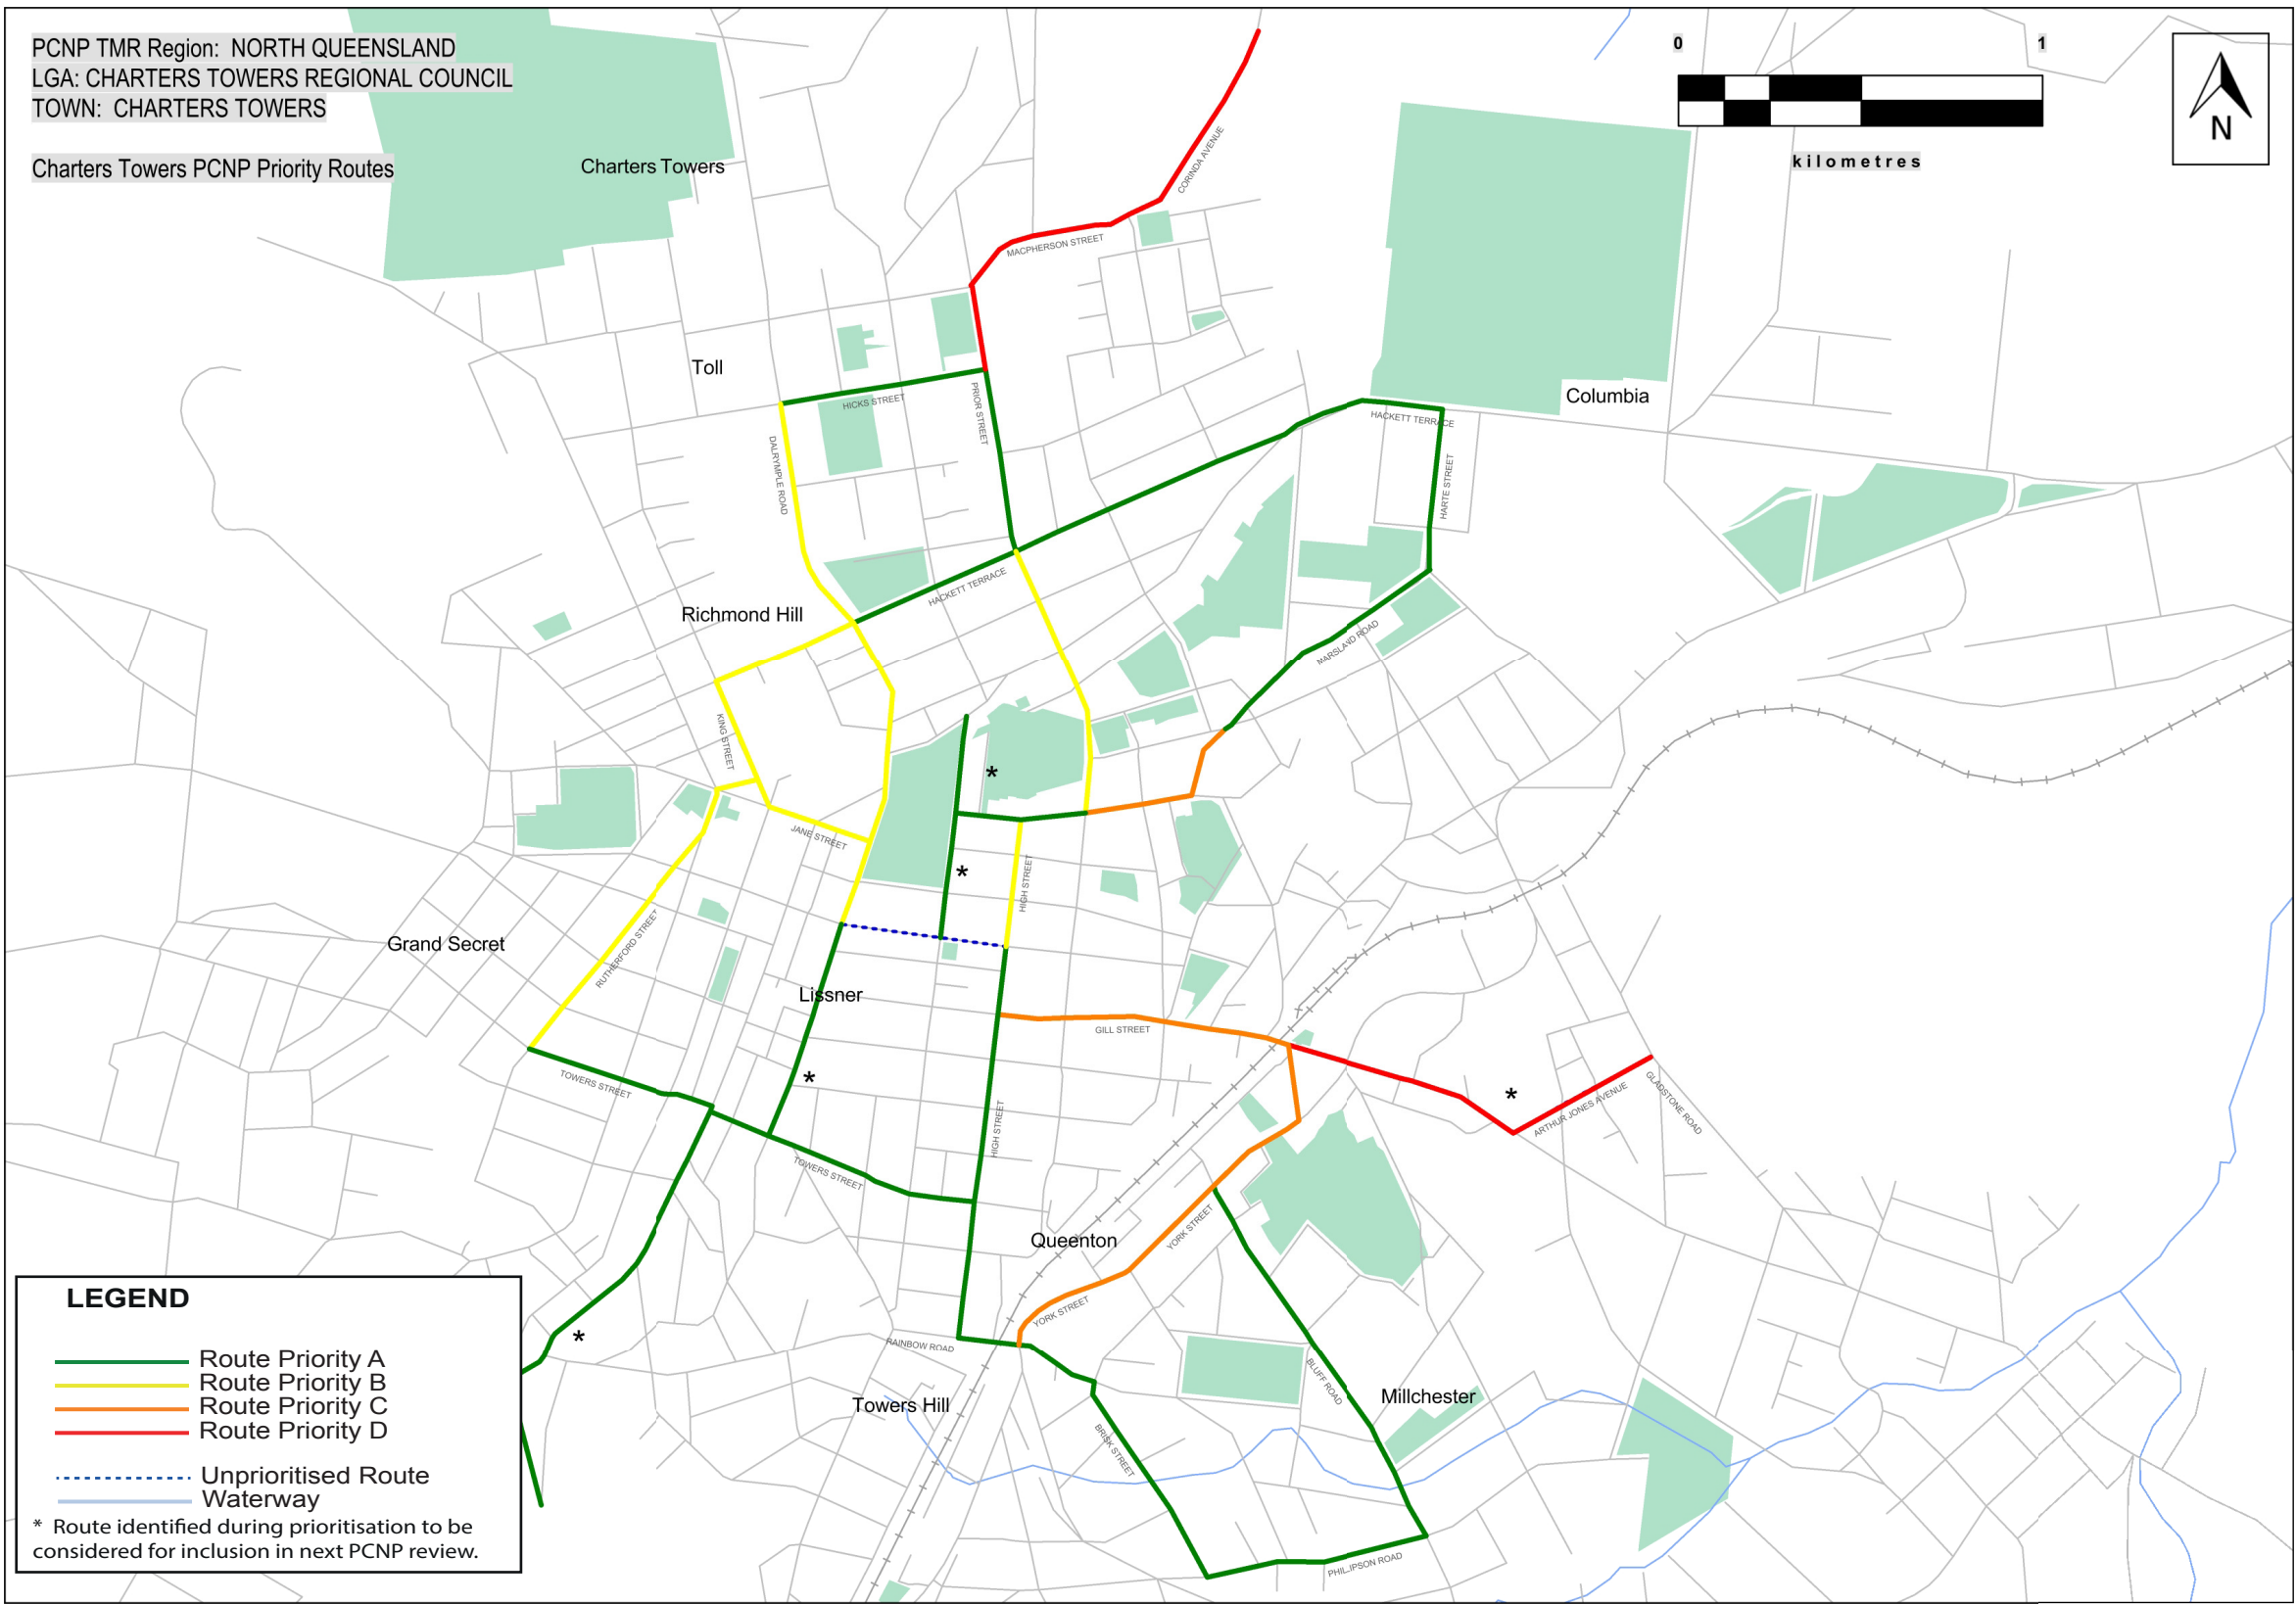 PCNP TMR Region: NORTH QUEENSLAND
LGA: CHARTERS TOWERS REGIONAL COUNCIL
TOWN: CHARTERS TOWERS
Charters Towers PCNP Priority Routes
0
1
kilometres
N
Charters Towers
CORINDA AVENUE
MACPHERSON STREET
Toll
Columbia
HICKS STREET
PRIOR STREET
HACKETT TERRACE
DALRYMPLE ROAD
HARTE STREET
HACKETT TERRACE
Richmond Hill
MARSLAND ROAD
KING STREET
*
JANE STREET
*
HIGH STREET
Grand Secret
RUTHERFORD STREET
Lissner
GILL STREET
*
TOWERS STREET
*
ARTHUR JONES AVENUE
GLADSTONE ROAD
HIGH STREET
TOWERS STREET
YORK STREET
Queenton
YORK STREET
*
RAINBOW ROAD
BLUFF ROAD
Towers Hill
Millchester
BRISK STREET
PHILIPSON ROAD
LEGEND
Route Priority A
Route Priority B
Route Priority C
Route Priority D
Unprioritised Route
Waterway
* Route identified during prioritisation to be
considered for inclusion in next PCNP review.